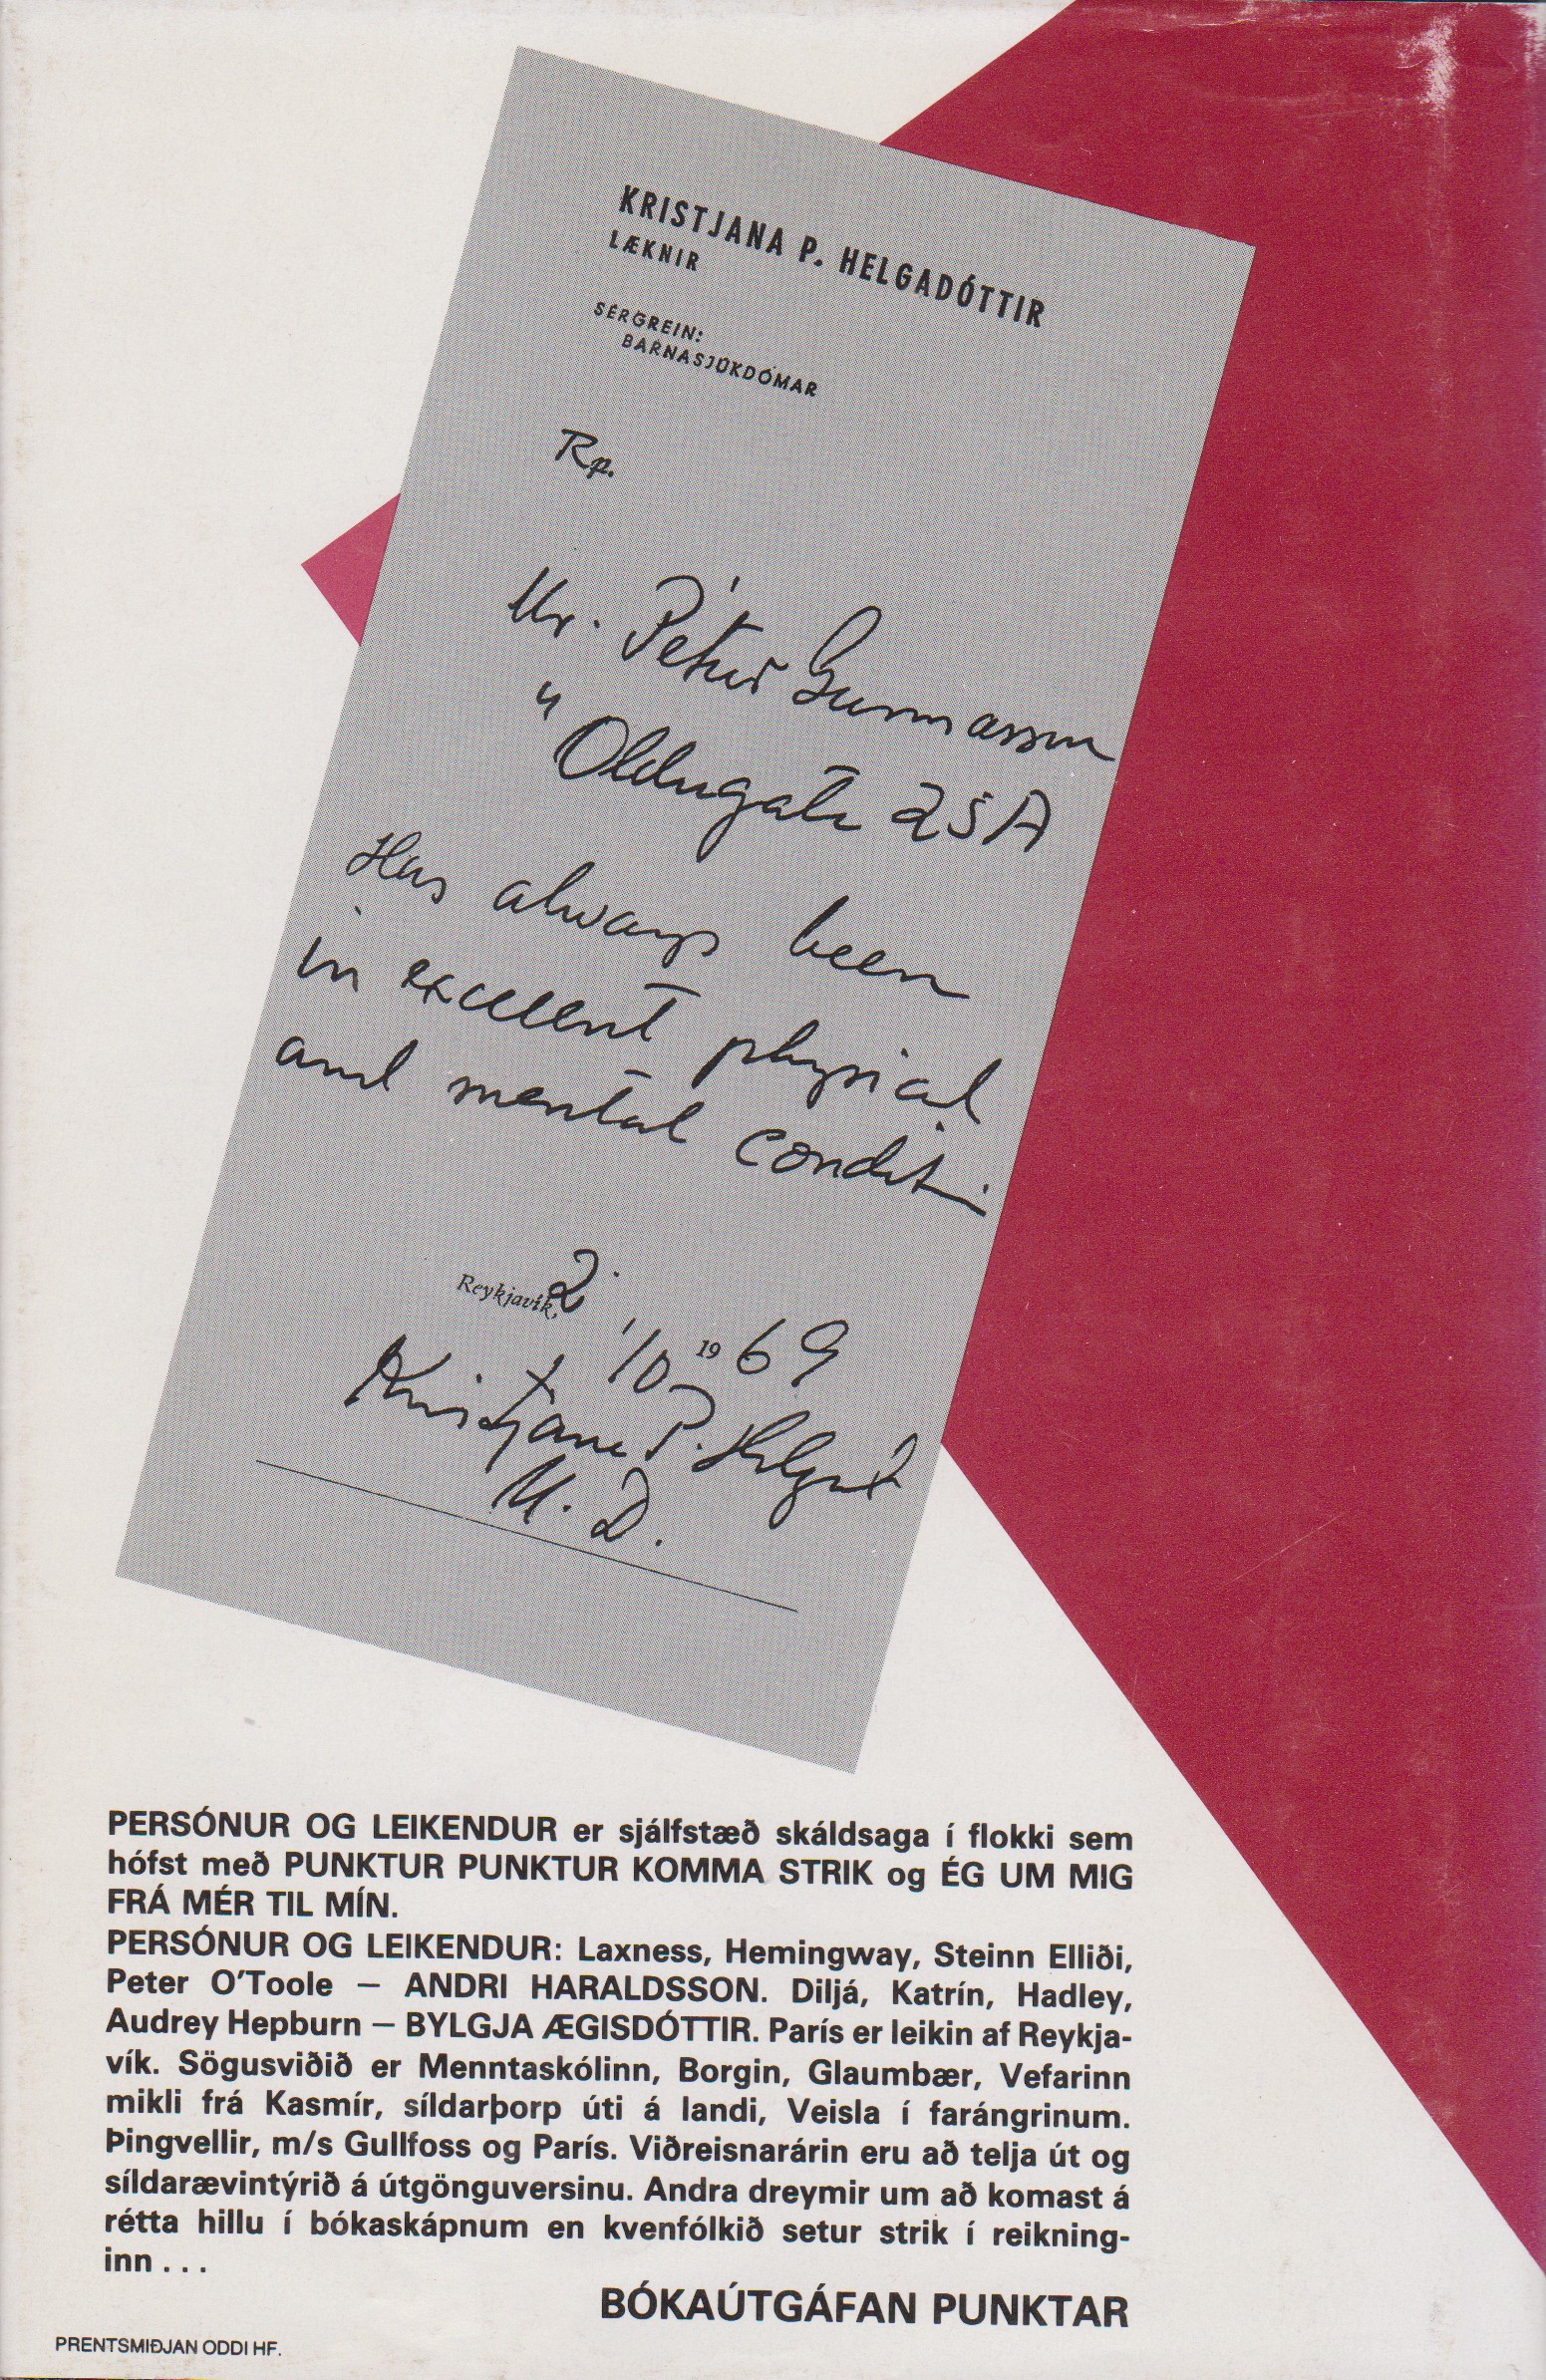 KRISTJANA P. HELGADÓTTIR
LÆKNIR
SÉRGREIN:
BARNASJÚKDÓMAR
Rp.
Mr. Pétur Gunnarsson
" Oldugata 25A
Has always been
in excellent physical
and mental
Reykjavík, 2. '10 1969
Kristjana P.
M. D.
PERSÓNUR OG LEIKENDUR er sjálfstæð skáldsaga í flokki sem
hófst með PUNKTUR PUNKTUR KOMMA STRIK og ÉG UM MIG
FRÁ MÉR TIL MÍN.
PERSÓNUR OG LEIKENDUR: Laxness, Hemingway, Steinn Elliði,
Peter O'Toole — ANDRI HARALDSSON. Diljá, Katrín, Hadley,
Audrey Hepburn — BYLGJA ÆGISDÓTTIR. París er leikin af Reykja-
vík. Sögusviðið er Menntaskólinn, Borgin, Glaumbær, Vefarinn
mikli frá Kasmír, síldarþorp úti á landi, Veisla í farángrinum.
Þingvellir, m/s Gullfoss og París. Viðreisnarárin eru að telja út og
síldarævintýrið á útgönguversinu. Andra dreymir um að komast á
rétta hillu í bókaskápnum en kvenfólkið setur strik í reikning-
inn . . .
BÓKAÚTGÁFAN PUNKTAR
PRENTSMIÐJAN ODDI HF.